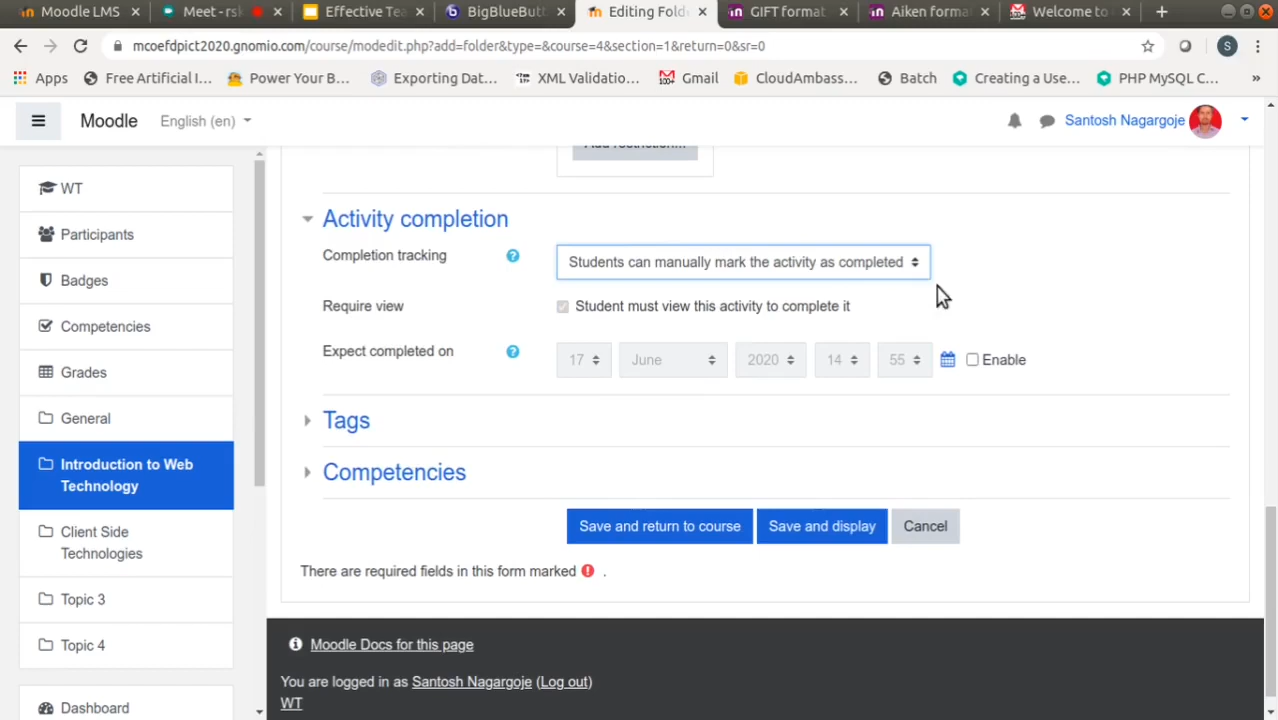 Moodle LMS
Meet - rsk
Effective Tea
BigBlueButt
Editing Fold
GIFT format
Aiken forma
Welcome to
mcoefdpict2020.gnomio.com/course/modedit.php?add=folder&type=&course=4&section=1&return=0&sr=0
S
Apps
Free Artificial I...
Power Your B...
Exporting Dat...
XML Validatio...
Gmail
CloudAmbass...
Batch
Creating a Use...
PHP MySQL C...
»
Moodle
English (en)
Santosh Nagargoje
Add restriction...
WT
Participants
Badges
Competencies
Grades
General
Introduction to Web
Technology
Client Side
Technologies
Topic 3
Topic 4
Dashboard
Activity completion
Completion tracking
Students can manually mark the activity as completed
Require view
Student must view this activity to complete it
Expect completed on
17 June 2020 14 55 Enable
Tags
Competencies
Save and return to course
Save and display
Cancel
There are required fields in this form marked .
Moodle Docs for this page
You are logged in as Santosh Nagargoje (Log out)
WT